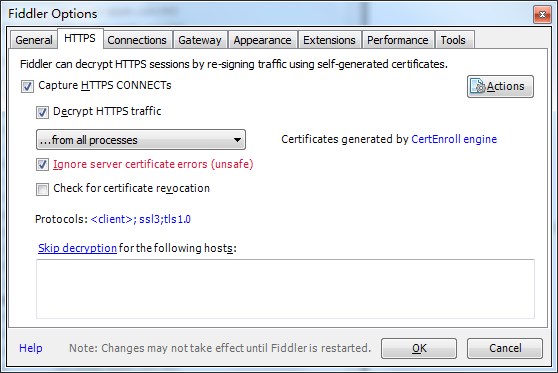 Fiddler Options
General HTTPS Connections Gateway Appearance Extensions Performance Tools
Fiddler can decrypt HTTPS sessions by re-signing traffic using self-generated certificates.
Capture HTTPS CONNECTs
Actions
Decrypt HTTPS traffic
...from all processes
Certificates generated by CertEnroll engine
Ignore server certificate errors (unsafe)
Check for certificate revocation
Protocols: <client>; ssl3;tls1.0
Skip decryption for the following hosts:
Help
Note: Changes may not take effect until Fiddler is restarted.
OK
Cancel